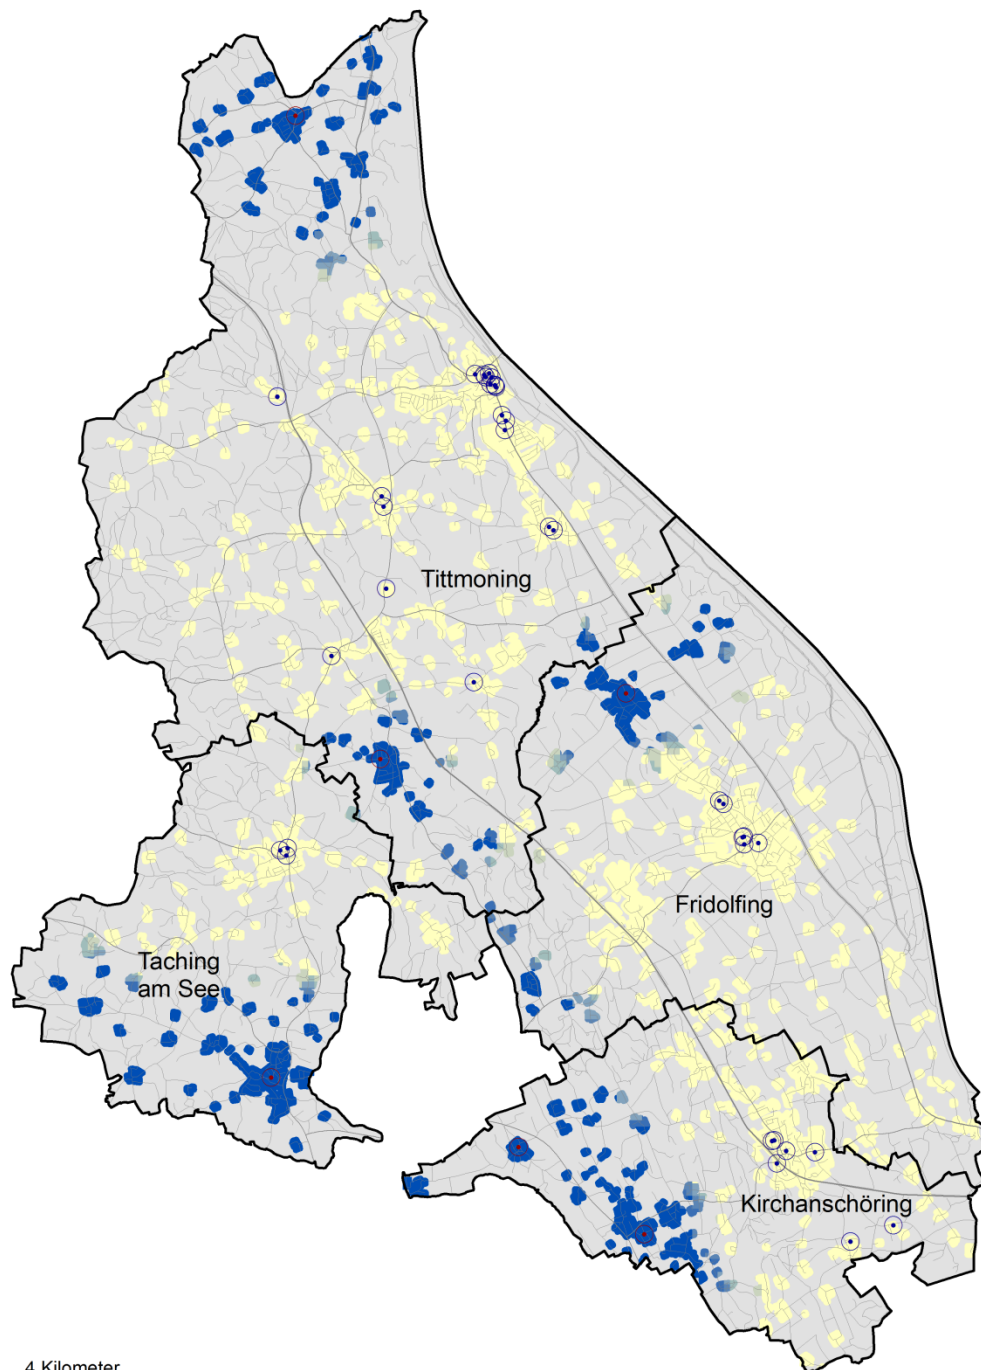 Tittmoning
Fridolfing
Taching
am See
Kirchanschöring
4 Kilometer